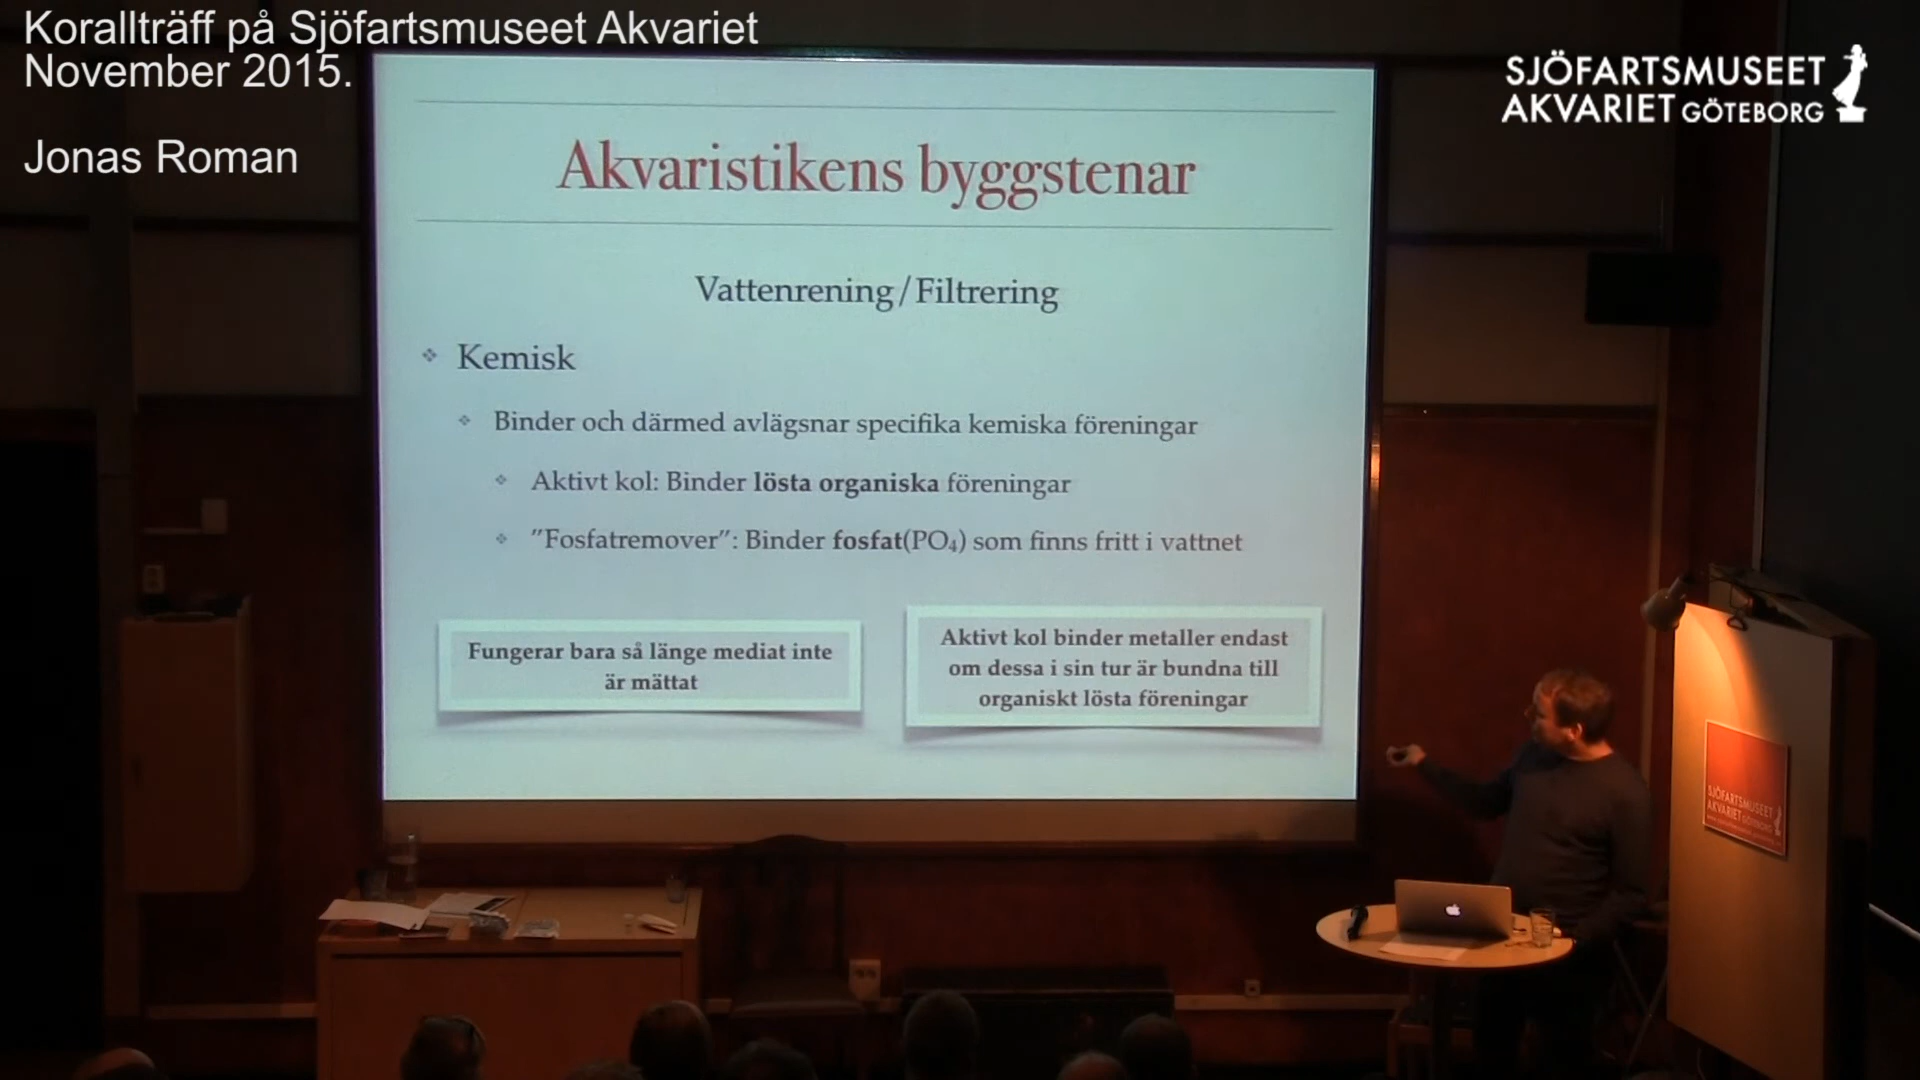 Korallträff på Sjöfartsmuseet Akvariet
November 2015.
Jonas Roman
SJÖFARTSMUSEET
AKVARIET GÖTEBORG
Akvaristikens byggstenar
Vattenrening/Filtrering
Kemisk
Binder och därmed avlägsnar specifika kemiska föreningar
Aktivt kol: Binder lösta organiska föreningar
"Fosfatremover": Binder fosfat(PO₄) som finns fritt i vattnet
Fungerar bara så länge mediat inte
är mättat
Aktivt kol binder metaller endast
om dessa i sin tur är bundna till
organiskt lösta föreningar
SJÖFARTSMUSEET
AKVARIET GÖTEBORG